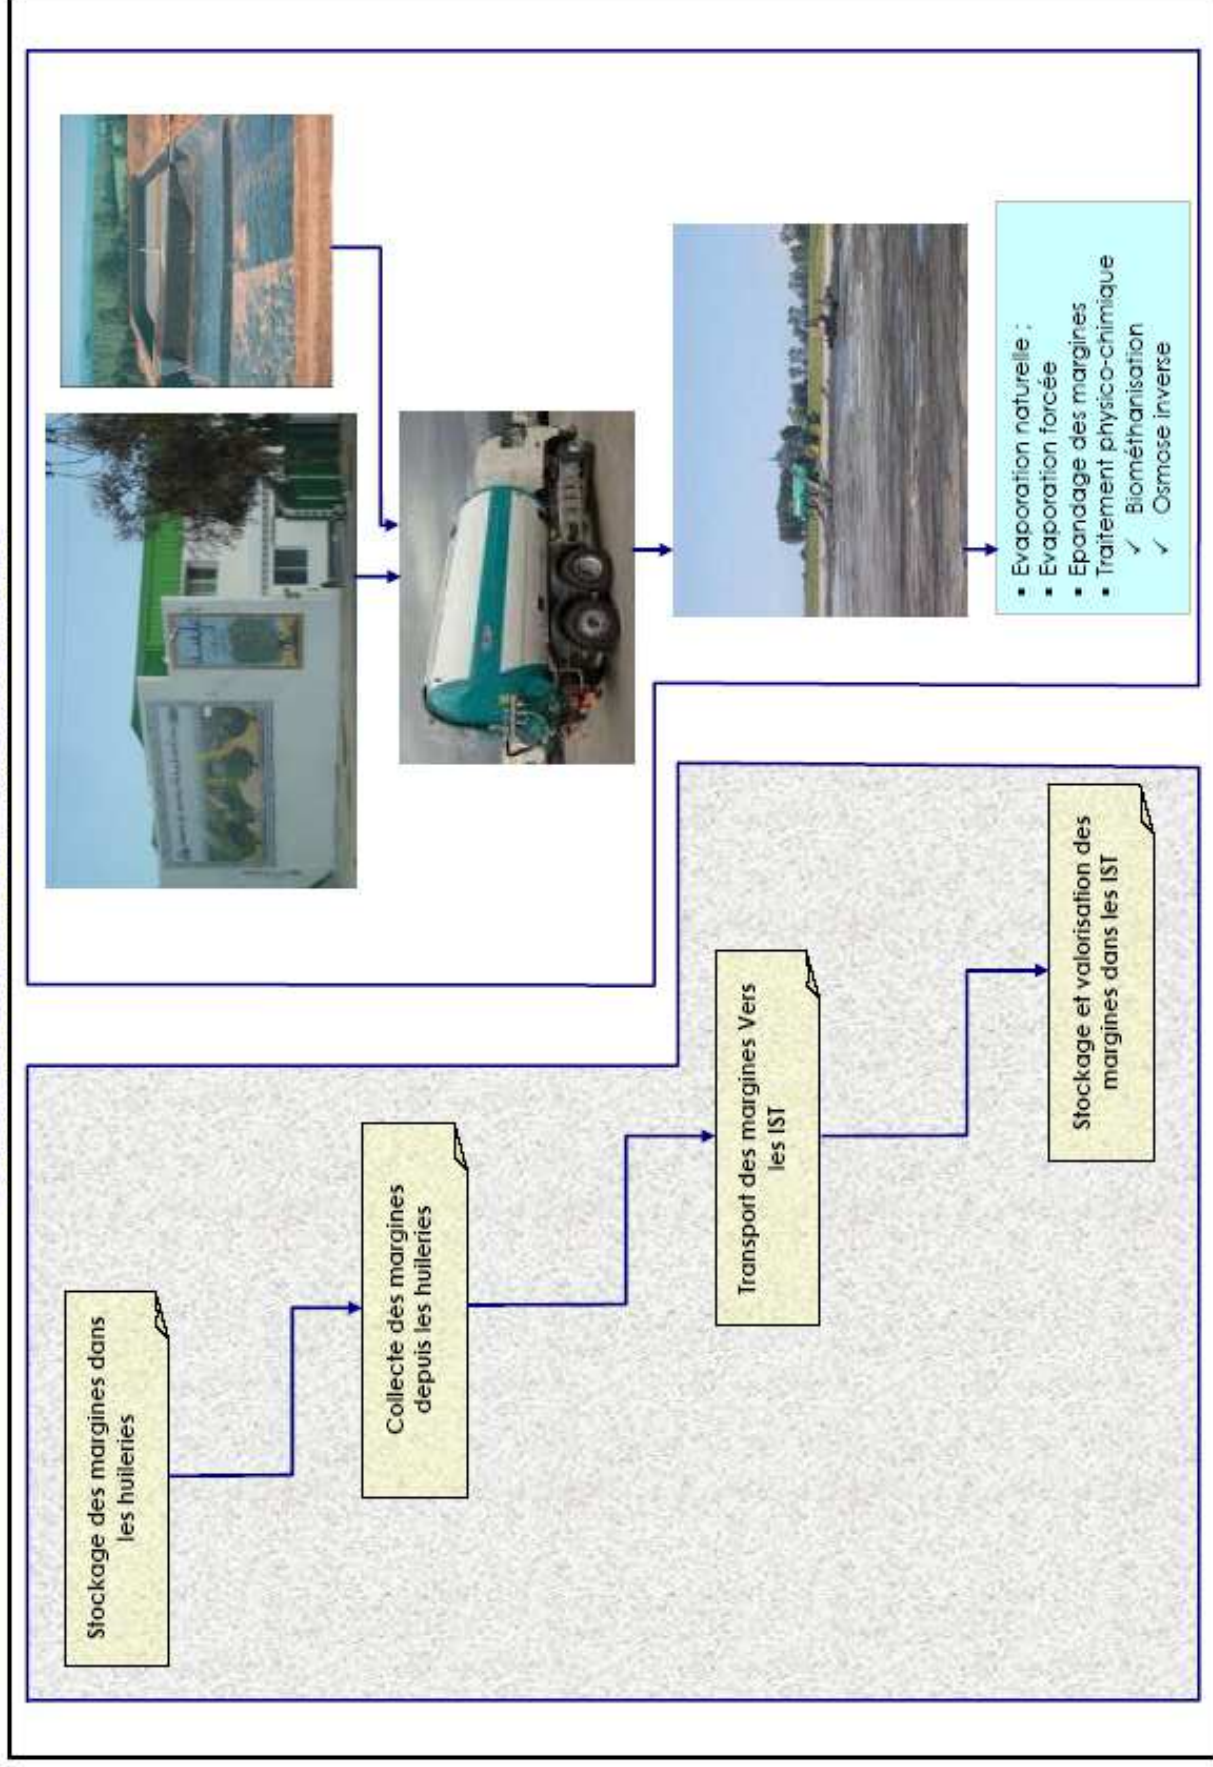 Stockage des margines dans
les huileries
Collecte des margines
depuis les huileries
Transport des margines Vers
les IST
Stockage et valorisation des
margines dans les IST
▪ Evaporation naturelle ;
▪ Evaporation forcée
▪ Epandage des margines
▪ Traitement physico-chimique
✓ Biométhanisation
✓ Osmose inverse